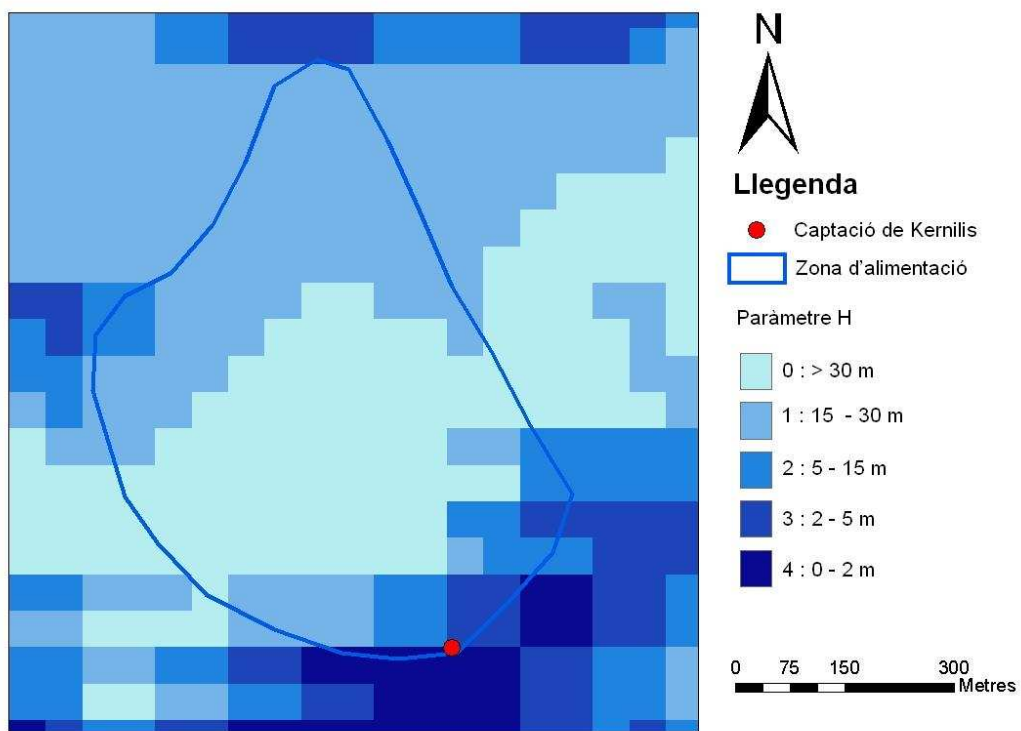 N
Llegenda
Captació de Kernilis
Zona d'alimentació
Paràmetre H
0 : > 30 m
1 : 15 - 30 m
2 : 5 - 15 m
3 : 2 - 5 m
4 : 0 - 2 m
0 75 150 300
Metres